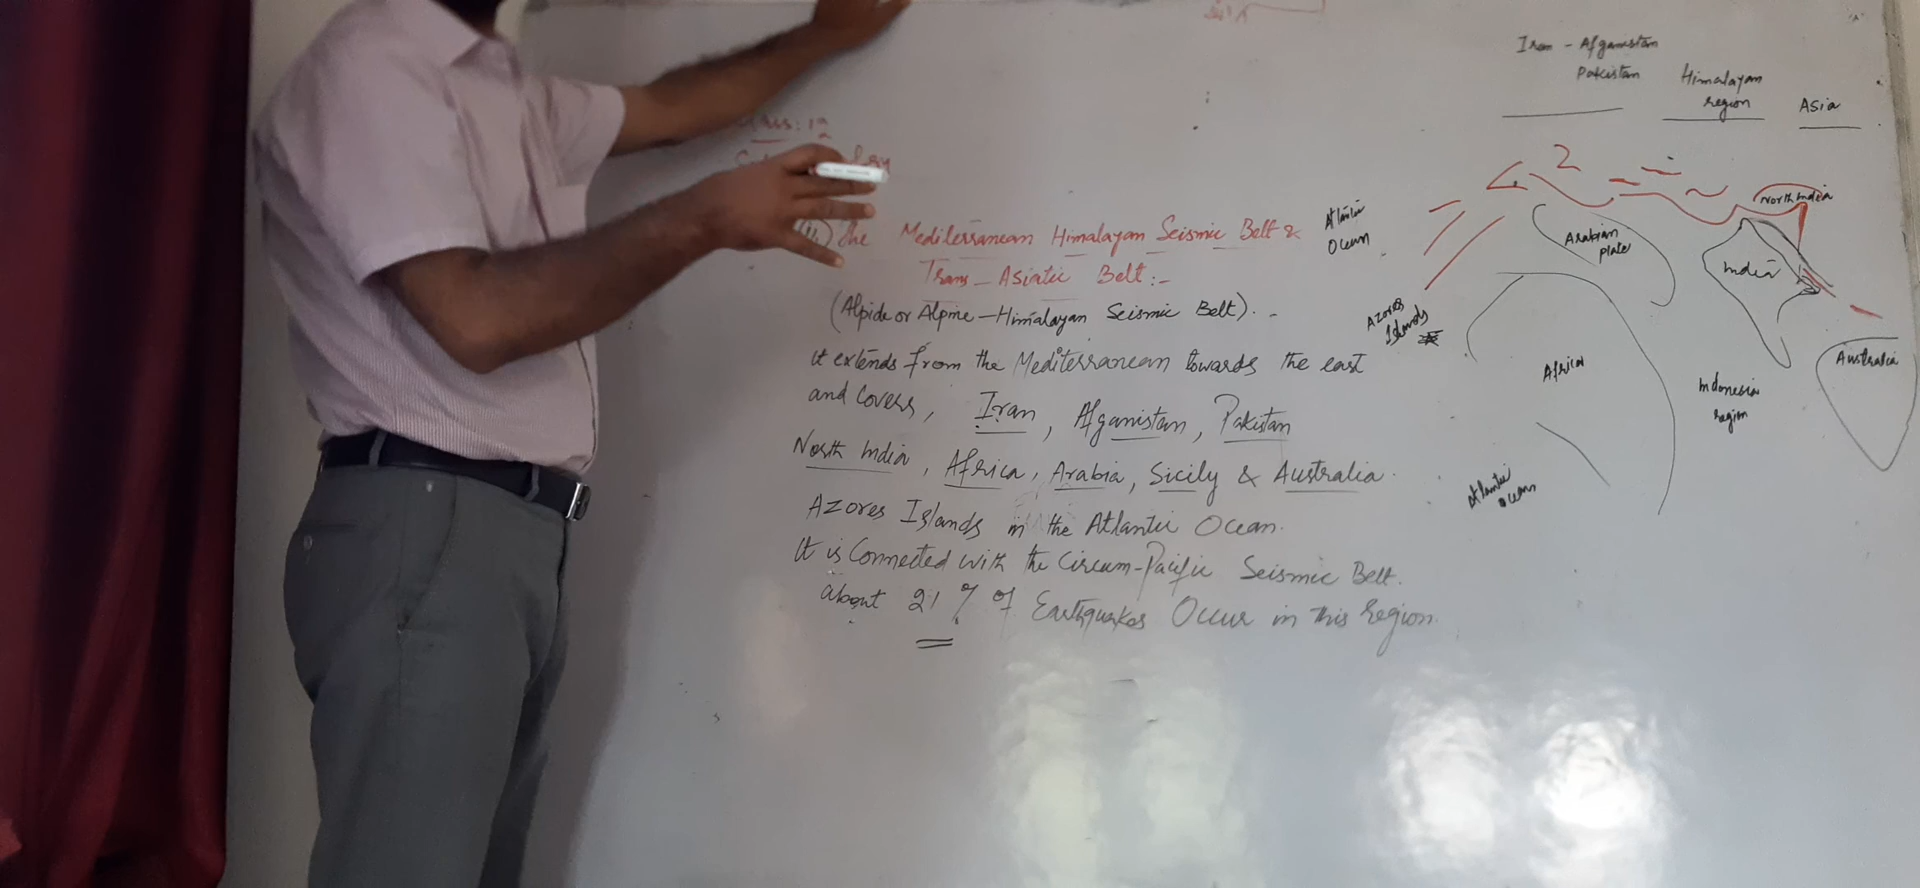 (ii.) The Mediterranean Himalayan Seismic Belt &
Trans-Asiatic Belt:-
(Alpide or Alpine-Himalayan Seismic Belt).-
it extends from the Mediterranean towards the east
and covers, Iran, Afganistan, Pakistan
North India, Africa, Arabia, Sicily & Australia.
Azores Islands in the Atlantic Ocean.
It is Connected with the Circum-Pacific Seismic Belt.
about 21 % of Earthquakes Occur in this region.
Iran - Afganistan
Pakistan
Himalayan
region
Asia
Atlantic
Ocean
North India
Arabian
plate
India
Azores
Islands
Africa
Indonesia
region
Australia
Atlantic
Ocean